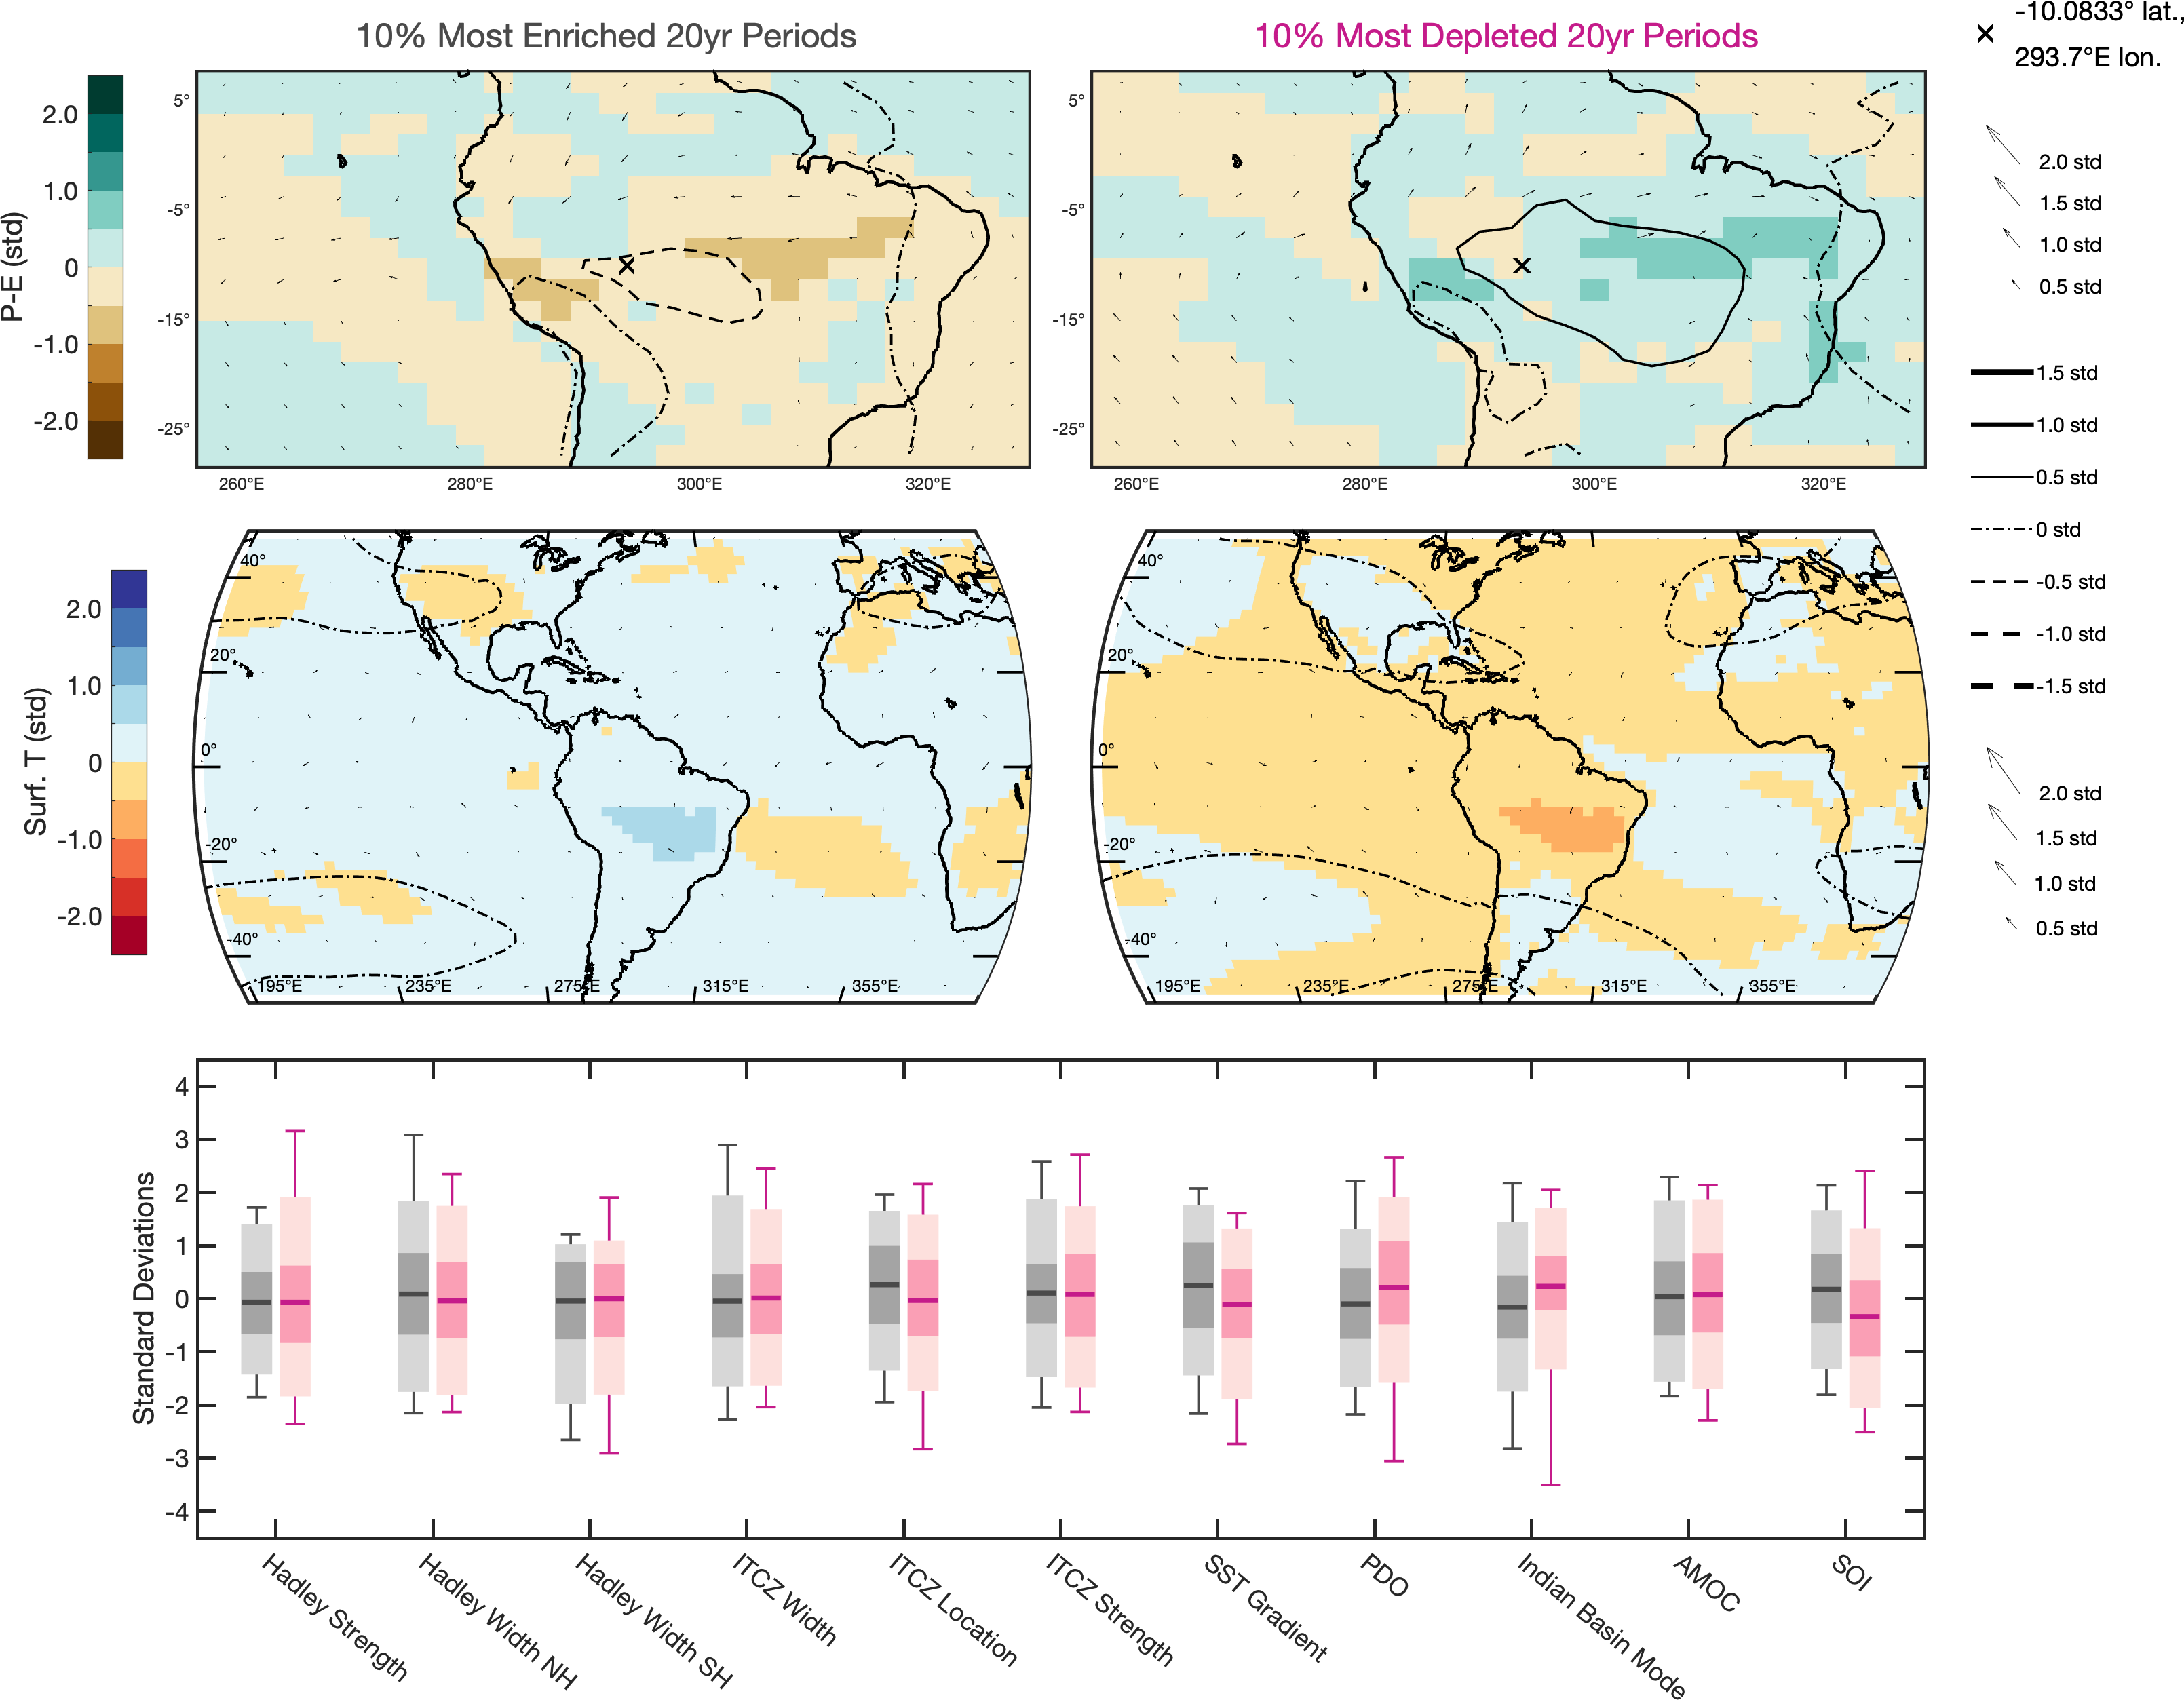 10% Most Enriched 20yr Periods
10% Most Depleted 20yr Periods
-10.0833° lat.,
293.7°E lon.
P-E (std)
2.0
1.0
0
-1.0
-2.0
5°
-5°
-15°
-25°
260°E
280°E
300°E
320°E
5°
-5°
-15°
-25°
260°E
280°E
300°E
320°E
2.0 std
1.5 std
1.0 std
0.5 std
1.5 std
1.0 std
0.5 std
0 std
-0.5 std
-1.0 std
-1.5 std
Surf. T (std)
2.0
1.0
0
-1.0
-2.0
40°
20°
0°
-20°
-40°
195°E
235°E
275°E
315°E
355°E
40°
20°
0°
-20°
-40°
195°E
235°E
275°E
315°E
355°E
2.0 std
1.5 std
1.0 std
0.5 std
Standard Deviations
4
3
2
1
0
-1
-2
-3
-4
Hadley Strength
Hadley Width NH
Hadley Width SH
ITCZ Width
ITCZ Location
ITCZ Strength
SST Gradient
PDO
Indian Basin Mode
AMOC
SOI